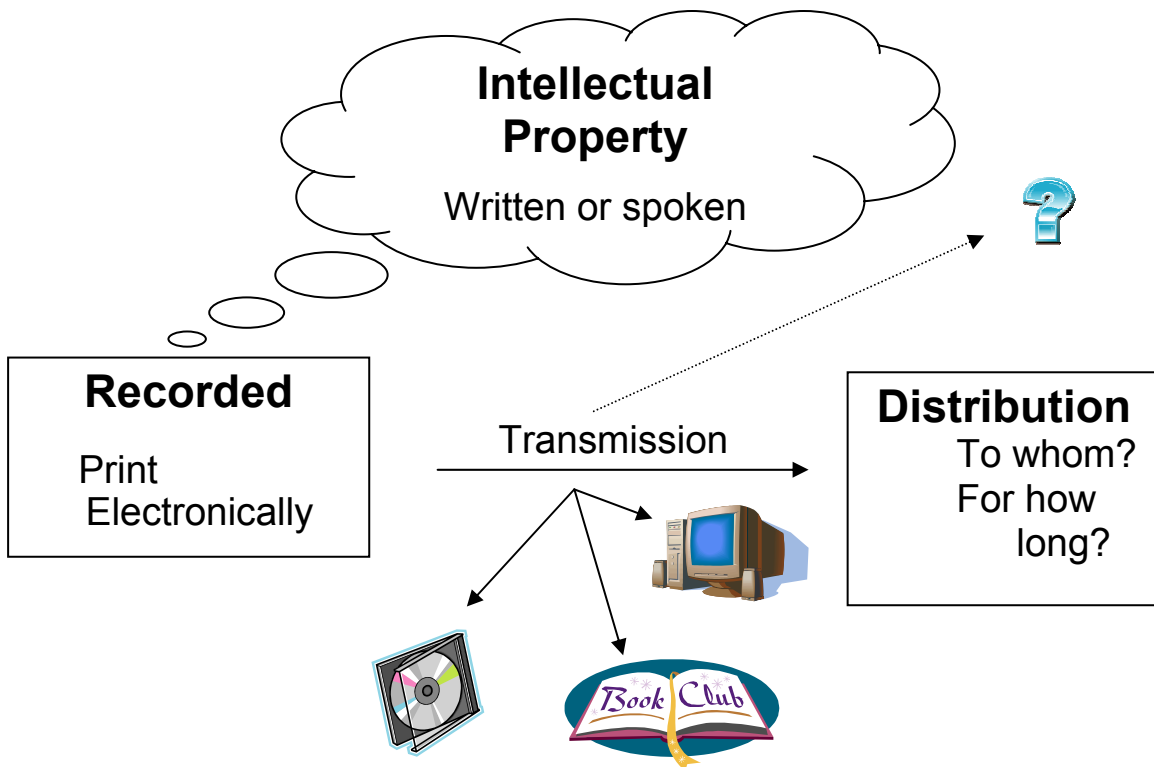 Intellectual
Property
Written or spoken
?
Recorded
Print
Electronically
Transmission
Distribution
To whom?
For how
long?
Book Club